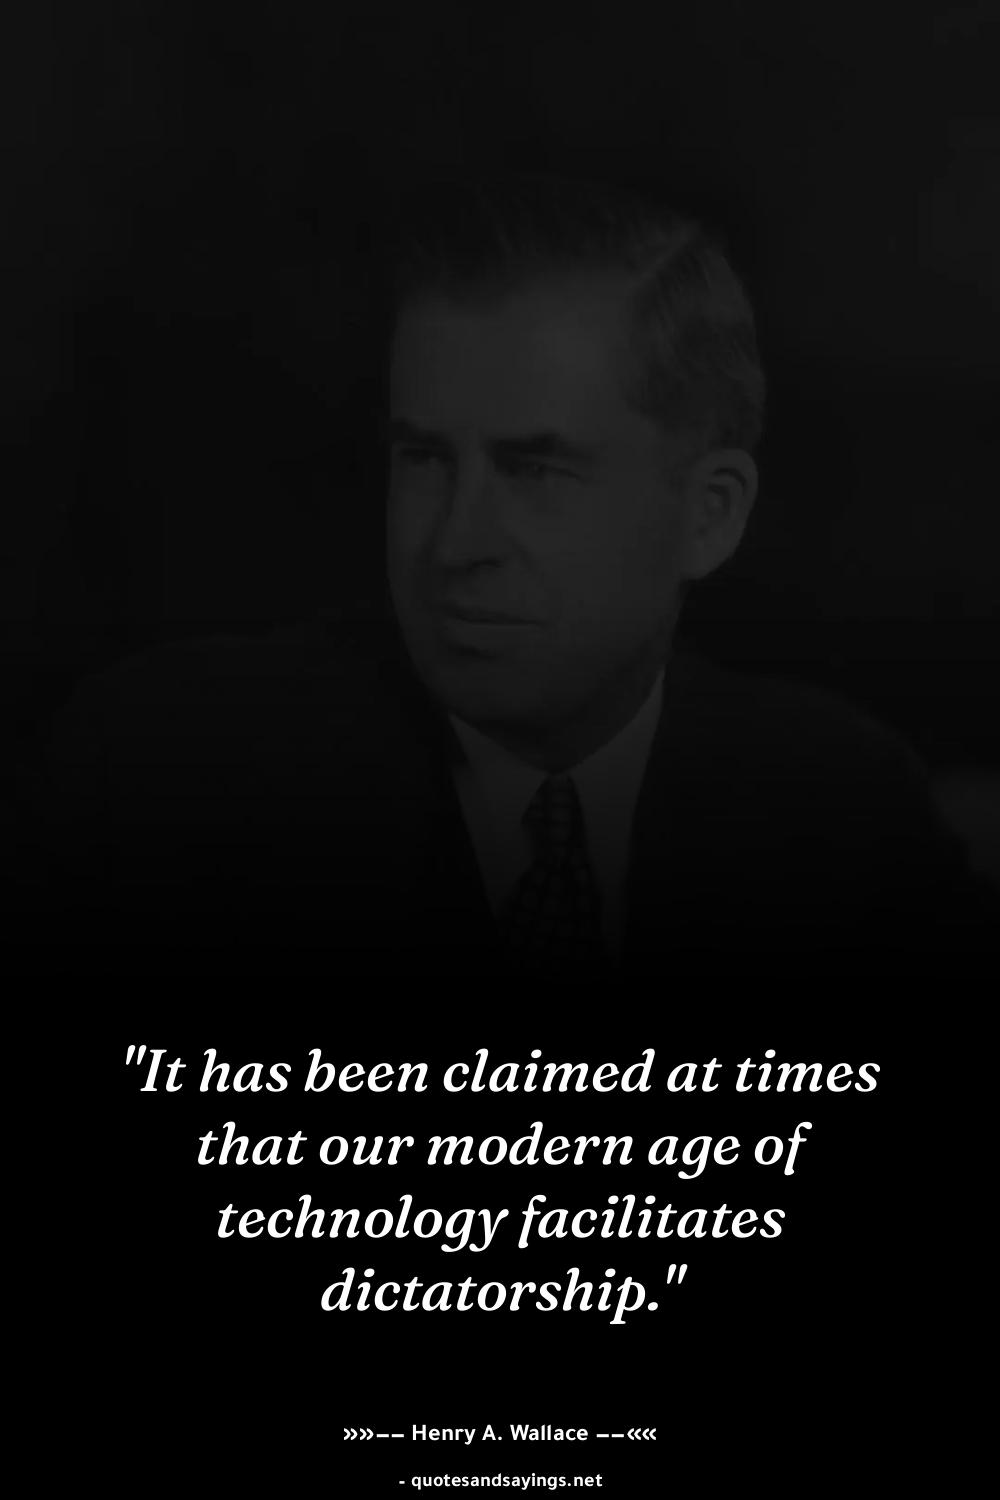 "It has been claimed at times
that our modern age of
technology facilitates
dictatorship."
»»–– Henry A. Wallace ––««
- quotesandsayings.net